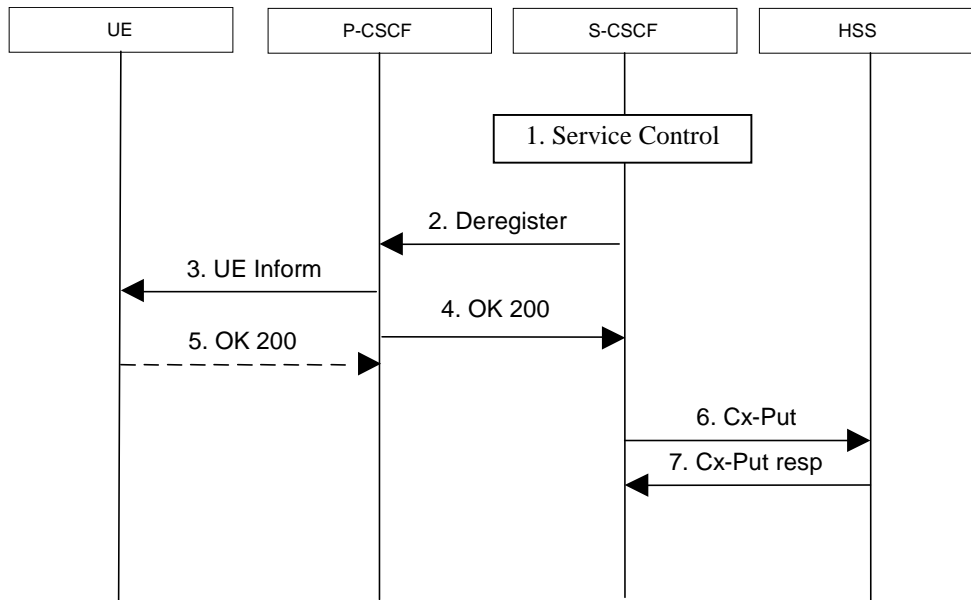 UE
P-CSCF
S-CSCF
HSS
1. Service Control
2. Deregister
3. UE Inform
4. OK 200
5. OK 200
6. Cx-Put
7. Cx-Put resp